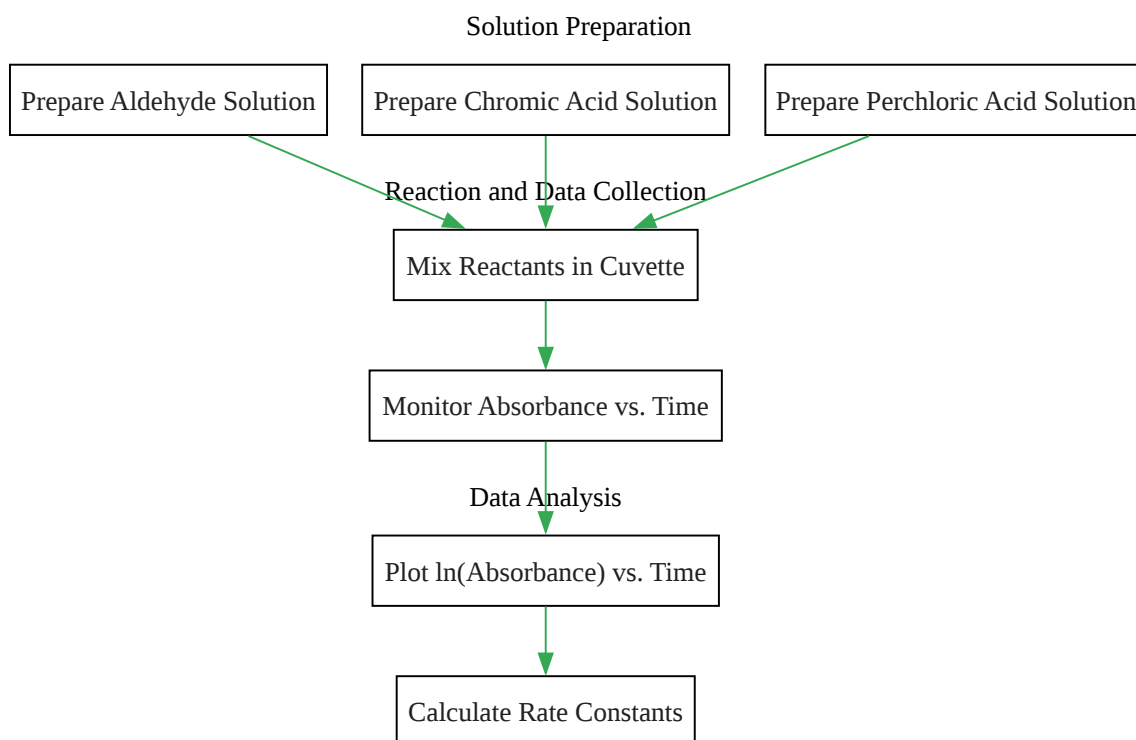 Solution Preparation
Prepare Aldehyde Solution
Prepare Chromic Acid Solution
Prepare Perchloric Acid Solution
Reaction and Data Collection
Mix Reactants in Cuvette
Monitor Absorbance vs. Time
Data Analysis
Plot ln(Absorbance) vs. Time
Calculate Rate Constants